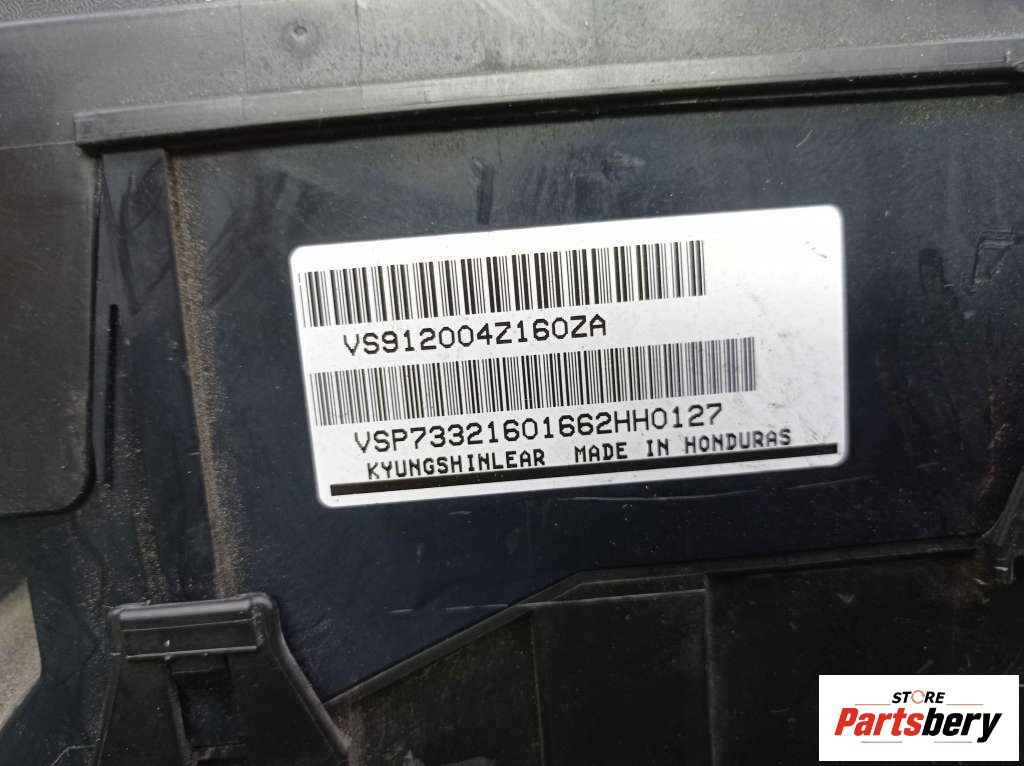 VS912004Z160ZA
VSP73321601662HH0127
KYUNGSHINLEAR MADE IN HONDURAS
STORE
Partsbery